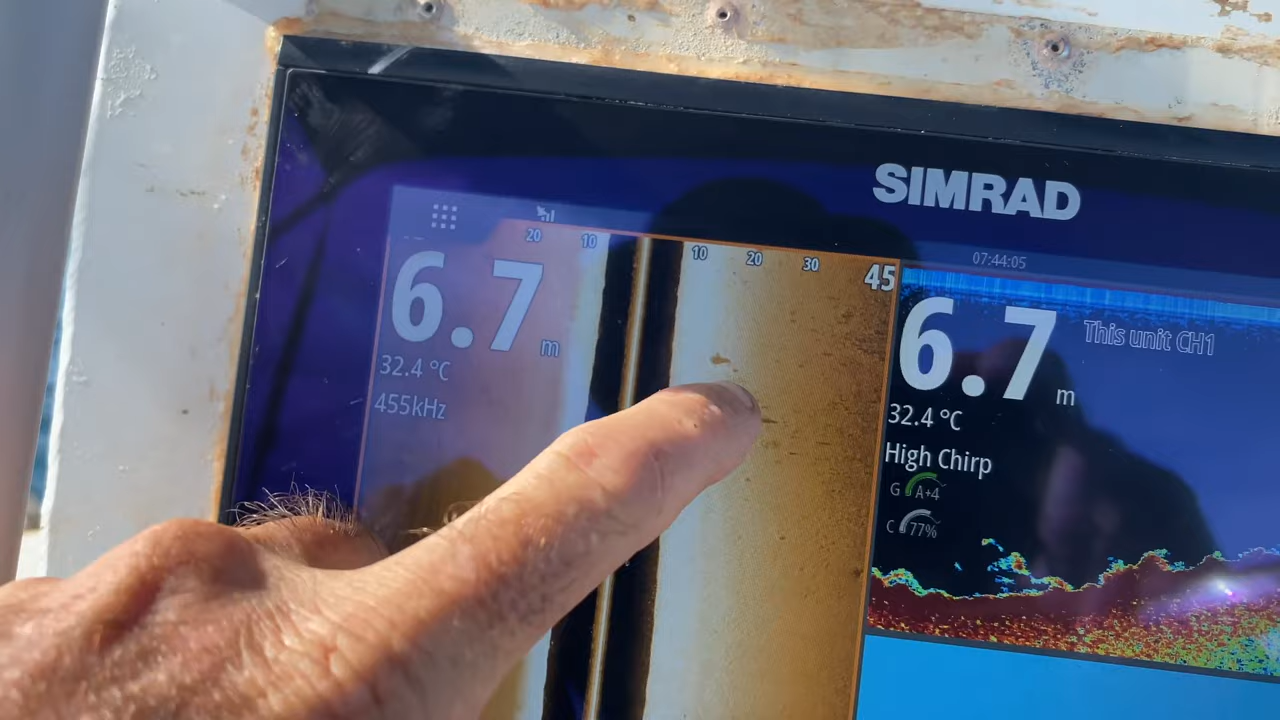 SIMRAD
07:44:05
20 10 10 20 30 45
6.7 m
32.4 °C
455kHz
6.7 m
This unit CH1
32.4 °C
High Chirp
G A+4
C 77%